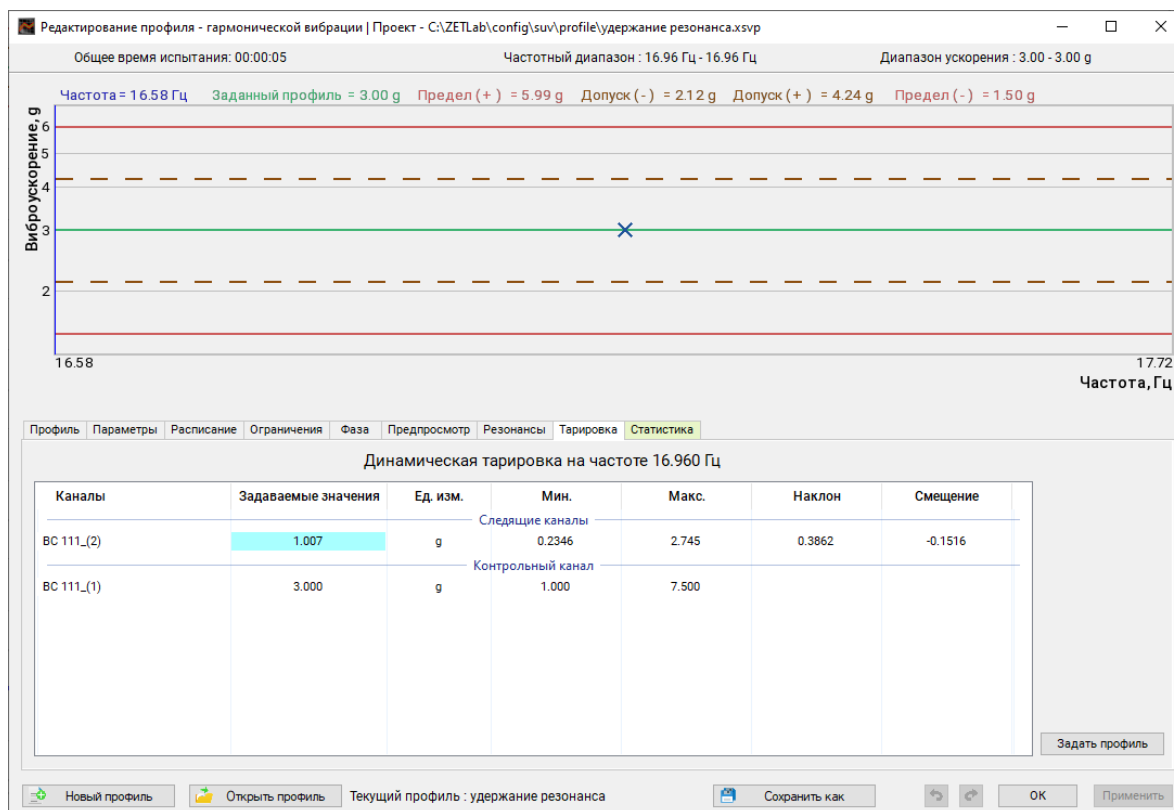 Редактирование профиля - гармонической вибрации | Проект - C:\ZETLab\config\suv\profile\удержание резонанса.xsvp
Общее время испытания: 00:00:05 Частотный диапазон : 16.96 Гц - 16.96 Гц Диапазон ускорения : 3.00 - 3.00 g
Частота = 16.58 Гц Заданный профиль = 3.00 g Предел ( + ) = 5.99 g Допуск ( - ) = 2.12 g Допуск ( + ) = 4.24 g Предел ( - ) = 1.50 g
Виброускорение, g
6
5
4
3
2
16.58 17.72
Частота, Гц
Профиль Параметры Расписание Ограничения Фаза Предпросмотр Резонансы Тарировка Статистика
Динамическая тарировка на частоте 16.960 Гц
Каналы Задаваемые значения Ед. изм. Мин. Макс. Наклон Смещение
Следящие каналы
ВС 111_(2) 1.007 g 0.2346 2.745 0.3862 -0.1516
Контрольный канал
ВС 111_(1) 3.000 g 1.000 7.500
Задать профиль
Новый профиль Открыть профиль Текущий профиль : удержание резонанса Сохранить как ОК Применить